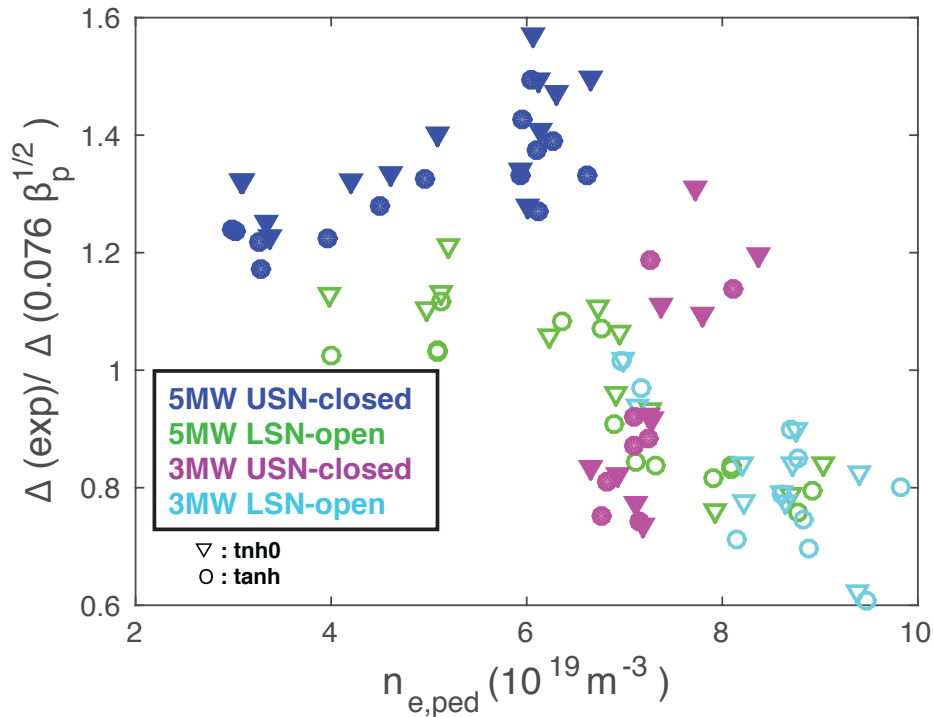 1.6
1.4
1.2
1
0.8
0.6
Δ (exp)/ Δ (0.076 β_p^{1/2})
5MW USN-closed
5MW LSN-open
3MW USN-closed
3MW LSN-open
▽ : tnh0
○ : tanh
2 4 6 8 10
n_{e,ped} (10^{19} m^{-3})